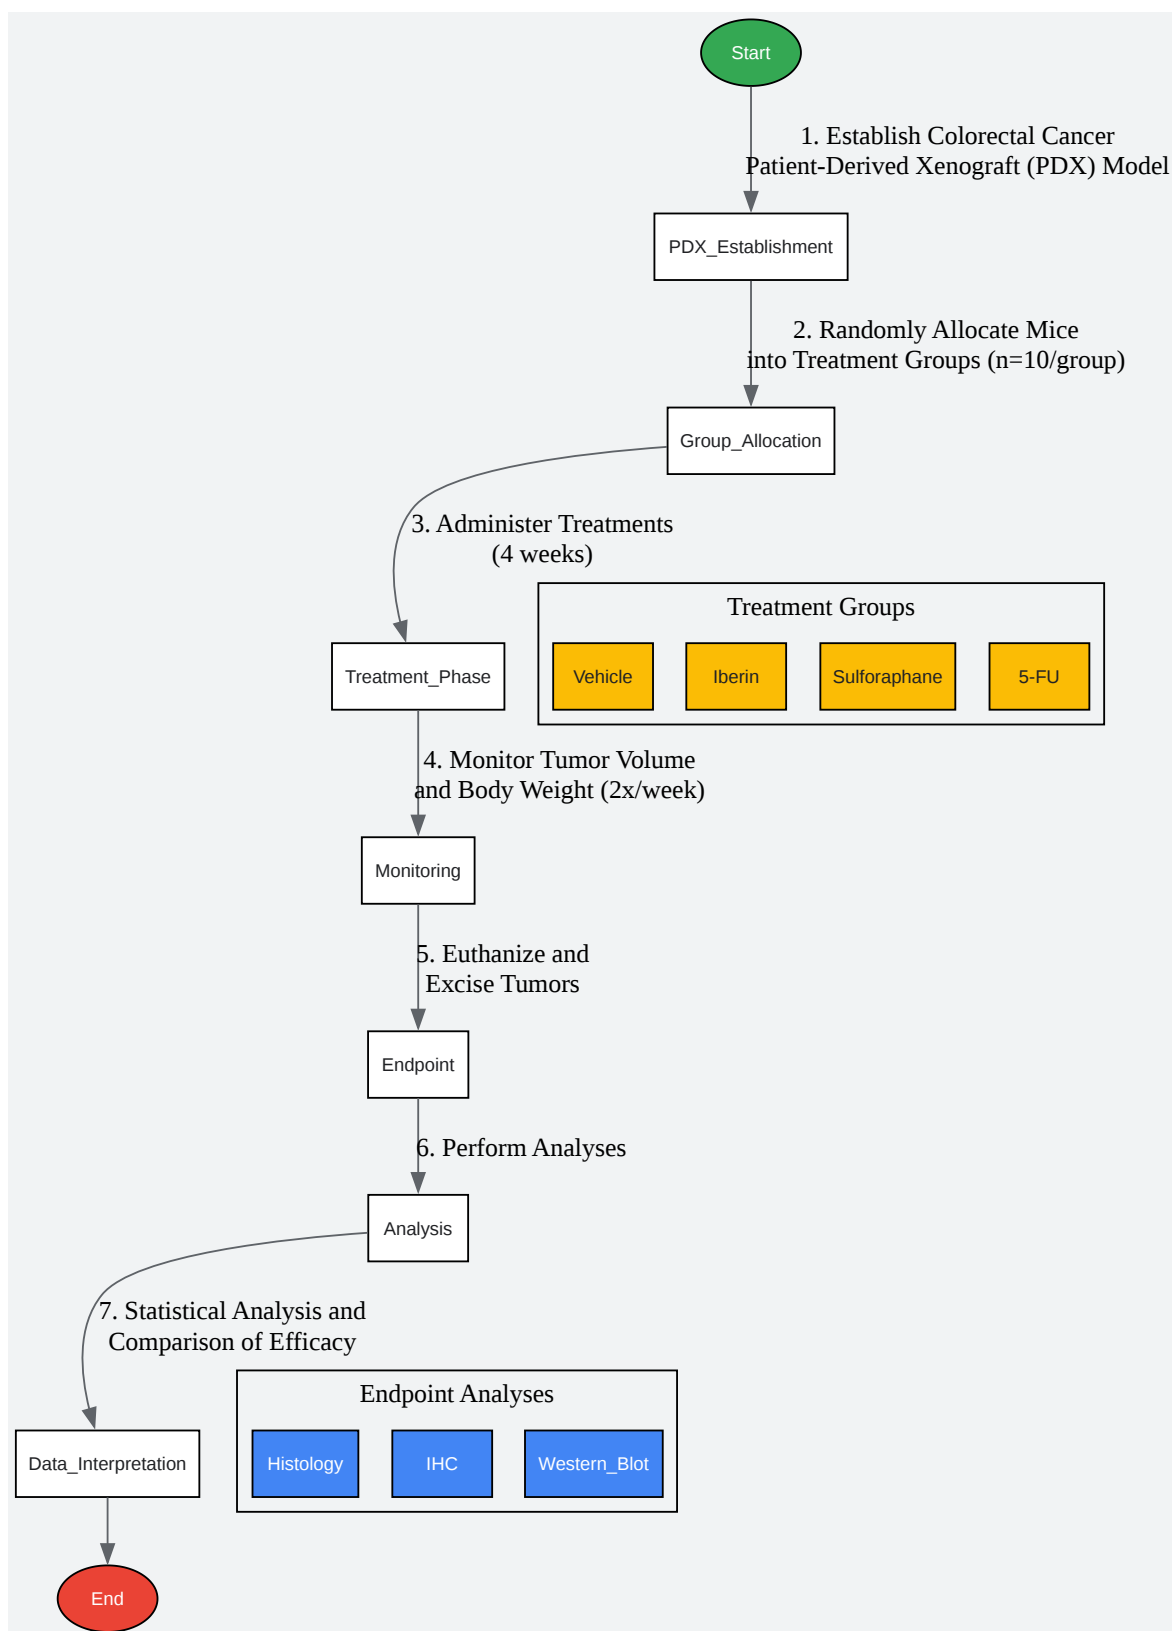 Start
1. Establish Colorectal Cancer
Patient-Derived Xenograft (PDX) Model
PDX_Establishment
2. Randomly Allocate Mice
into Treatment Groups (n=10/group)
Group_Allocation
3. Administer Treatments
(4 weeks)
Treatment Groups
Treatment_Phase
Vehicle
Iberin
Sulforaphane
5-FU
4. Monitor Tumor Volume
and Body Weight (2x/week)
Monitoring
5. Euthanize and
Excise Tumors
Endpoint
6. Perform Analyses
Analysis
7. Statistical Analysis and
Comparison of Efficacy
Endpoint Analyses
Data_Interpretation
Histology
IHC
Western_Blot
End